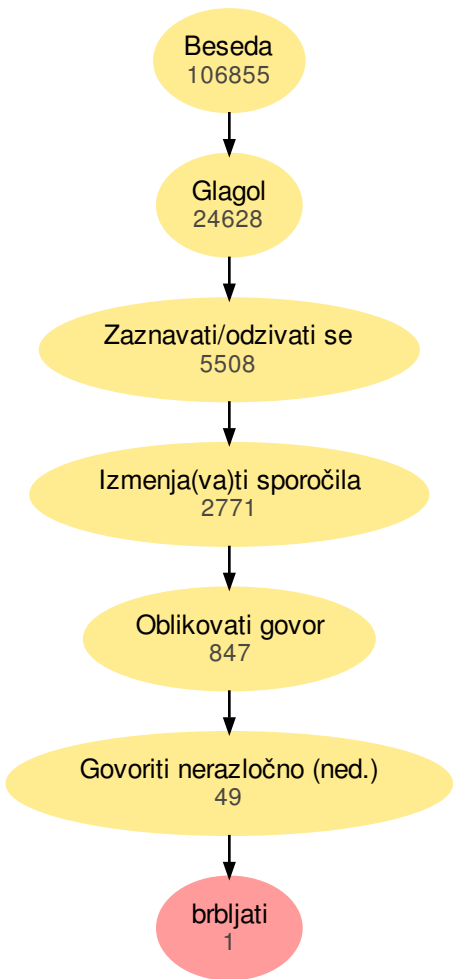 Beseda
106855
Glagol
24628
Zaznavati/odzivati se
5508
Izmenja(va)ti sporočila
2771
Oblikovati govor
847
Govoriti nerazločno (ned.)
49
brbljati
1